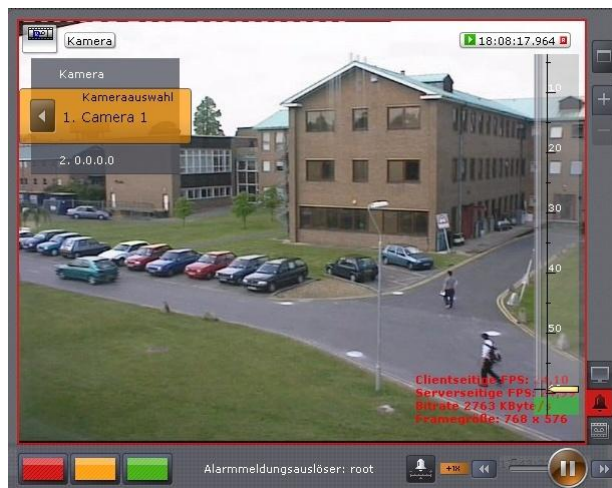 Kamera
18:08:17.964
Kamera
Kameraauswahl
1. Camera 1
2. 0.0.0.0
10
20
30
40
50
Clientseitige FPS:
Serverseitige FPS:
Bitrate 2763 KByte/s
Framegröße: 768 x 576
Alarmmeldungsauslöser: root
+1x